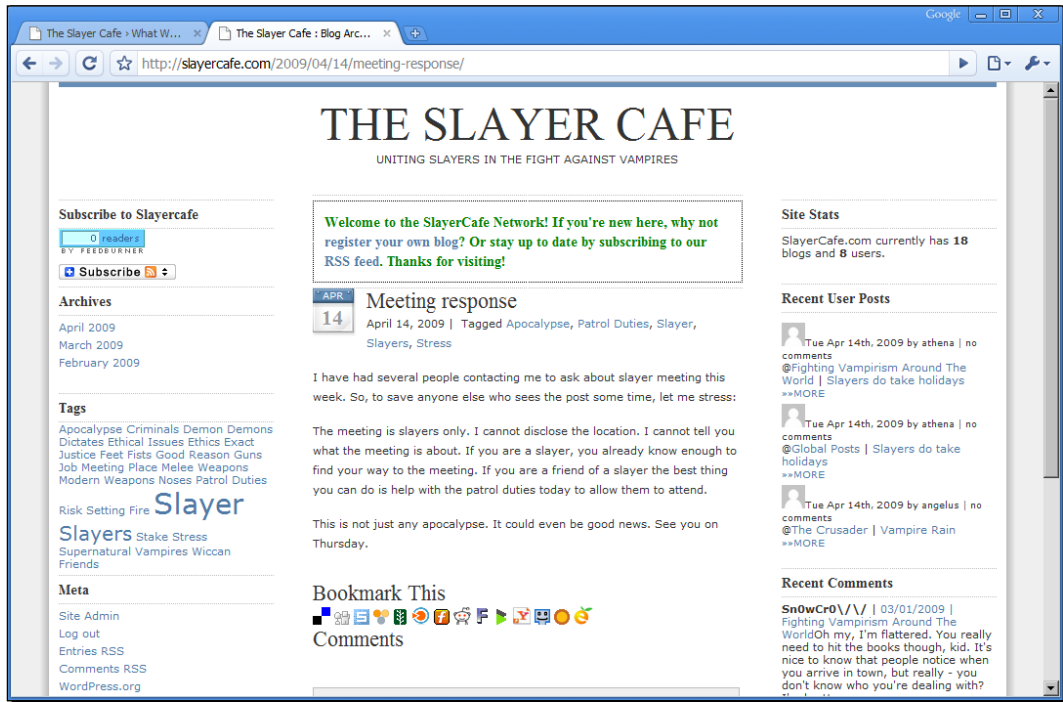 Google
The Slayer Cafe › What W...
The Slayer Cafe : Blog Arc...
http://slayercafe.com/2009/04/14/meeting-response/
THE SLAYER CAFE
UNITING SLAYERS IN THE FIGHT AGAINST VAMPIRES
Subscribe to Slayercafe
0 readers
BY FEEDBURNER
Subscribe
Archives
April 2009
March 2009
February 2009
Tags
Apocalypse Criminals Demon Demons
Dictates Ethical Issues Ethics Exact
Justice Feet Fists Good Reason Guns
Job Meeting Place Melee Weapons
Modern Weapons Noses Patrol Duties
Risk Setting Fire Slayer
Slayers Stake Stress
Supernatural Vampires Wiccan
Friends
Meta
Site Admin
Log out
Entries RSS
Comments RSS
WordPress.org
Welcome to the SlayerCafe Network! If you're new here, why not
register your own blog? Or stay up to date by subscribing to our
RSS feed. Thanks for visiting!
APR
14
Meeting response
April 14, 2009 | Tagged Apocalypse, Patrol Duties, Slayer,
Slayers, Stress
I have had several people contacting me to ask about slayer meeting this
week. So, to save anyone else who sees the post some time, let me stress:
The meeting is slayers only. I cannot disclose the location. I cannot tell you
what the meeting is about. If you are a slayer, you already know enough to
find your way to the meeting. If you are a friend of a slayer the best thing
you can do is help with the patrol duties today to allow them to attend.
This is not just any apocalypse. It could even be good news. See you on
Thursday.
Bookmark This
Comments
Site Stats
SlayerCafe.com currently has 18
blogs and 8 users.
Recent User Posts
Tue Apr 14th, 2009 by athena | no
comments
@Fighting Vampirism Around The
World | Slayers do take holidays
»»MORE
Tue Apr 14th, 2009 by athena | no
comments
@Global Posts | Slayers do take
holidays
»»MORE
Tue Apr 14th, 2009 by angelus | no
comments
@The Crusader | Vampire Rain
»»MORE
Recent Comments
Sn0wCr0\/\/ | 03/01/2009 |
Fighting Vampirism Around The
WorldOh my, I'm flattered. You really
need to hit the books though, kid. It's
nice to know that people notice when
you arrive in town, but really - you
don't know who you're dealing with?